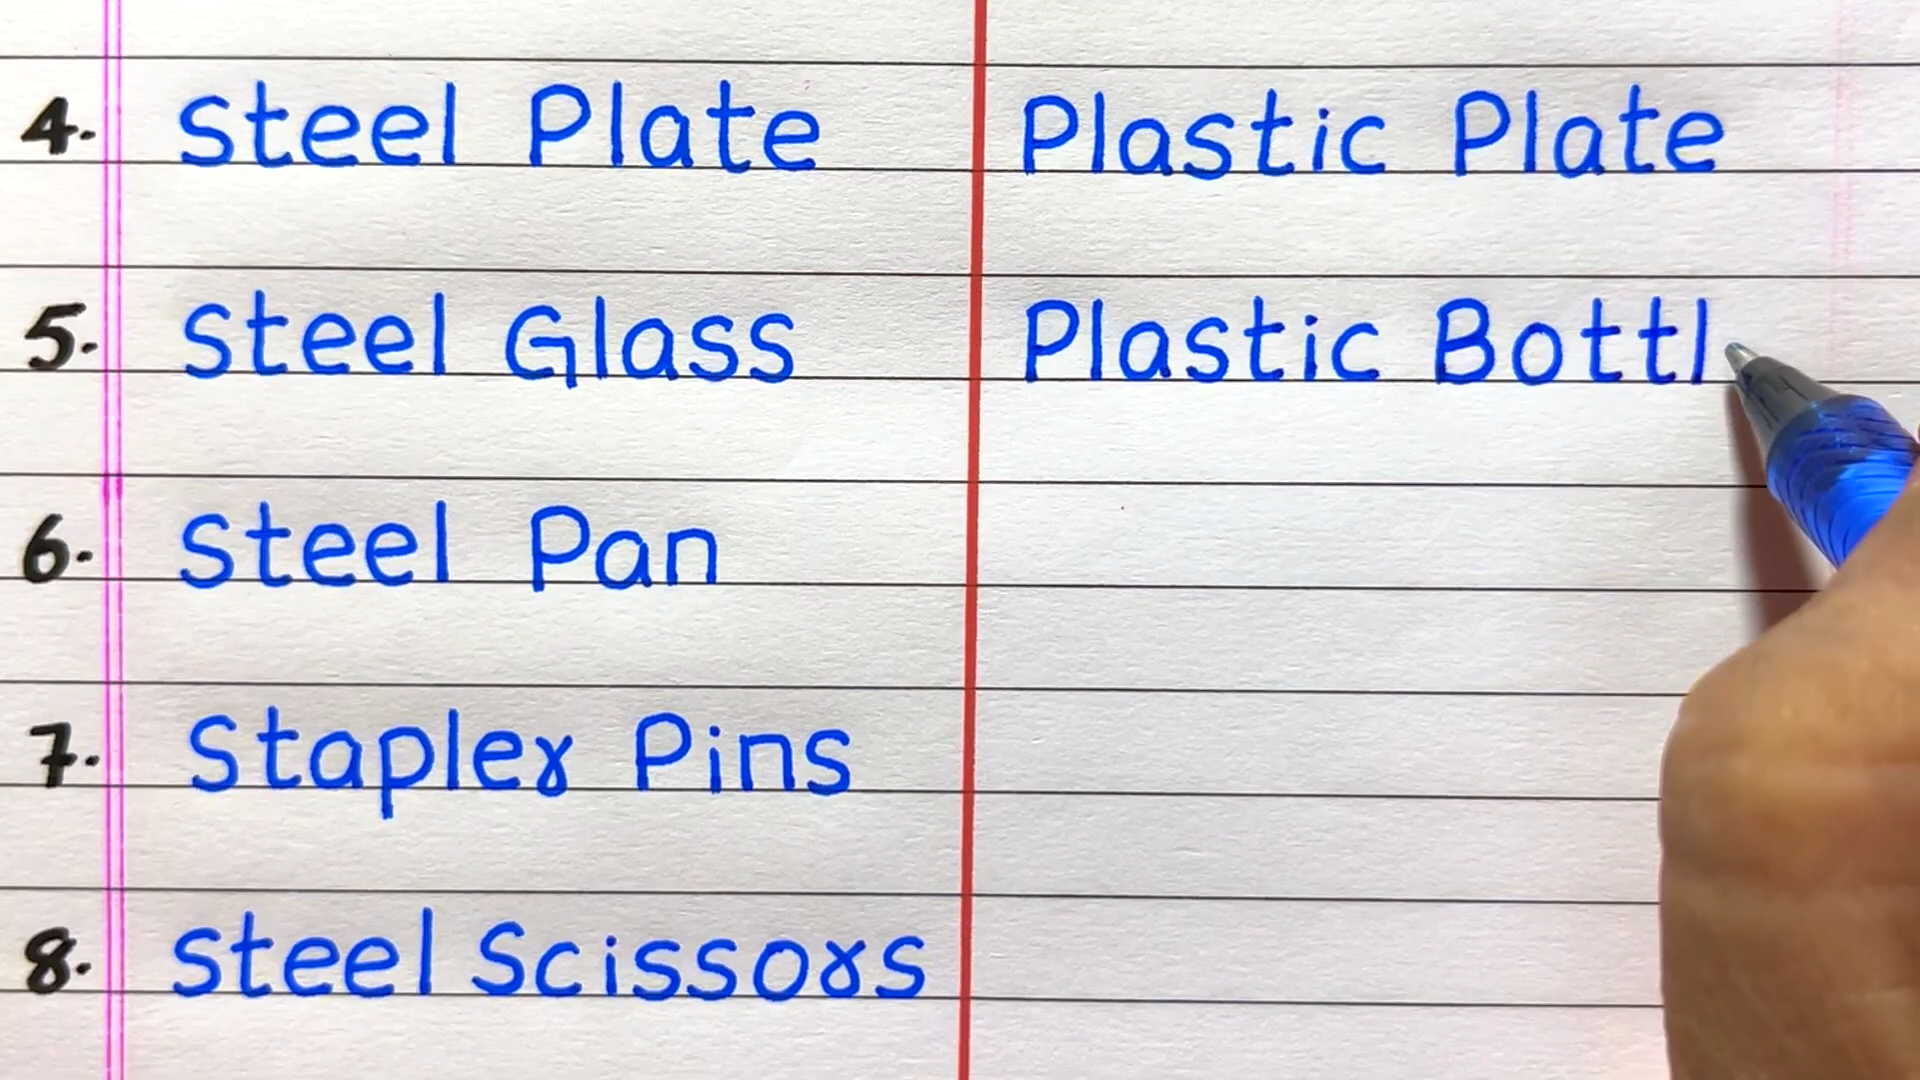 4. Steel Plate Plastic Plate
5. Steel Glass Plastic Bottl
6. Steel Pan
7. Stapler Pins
8. Steel Scissors